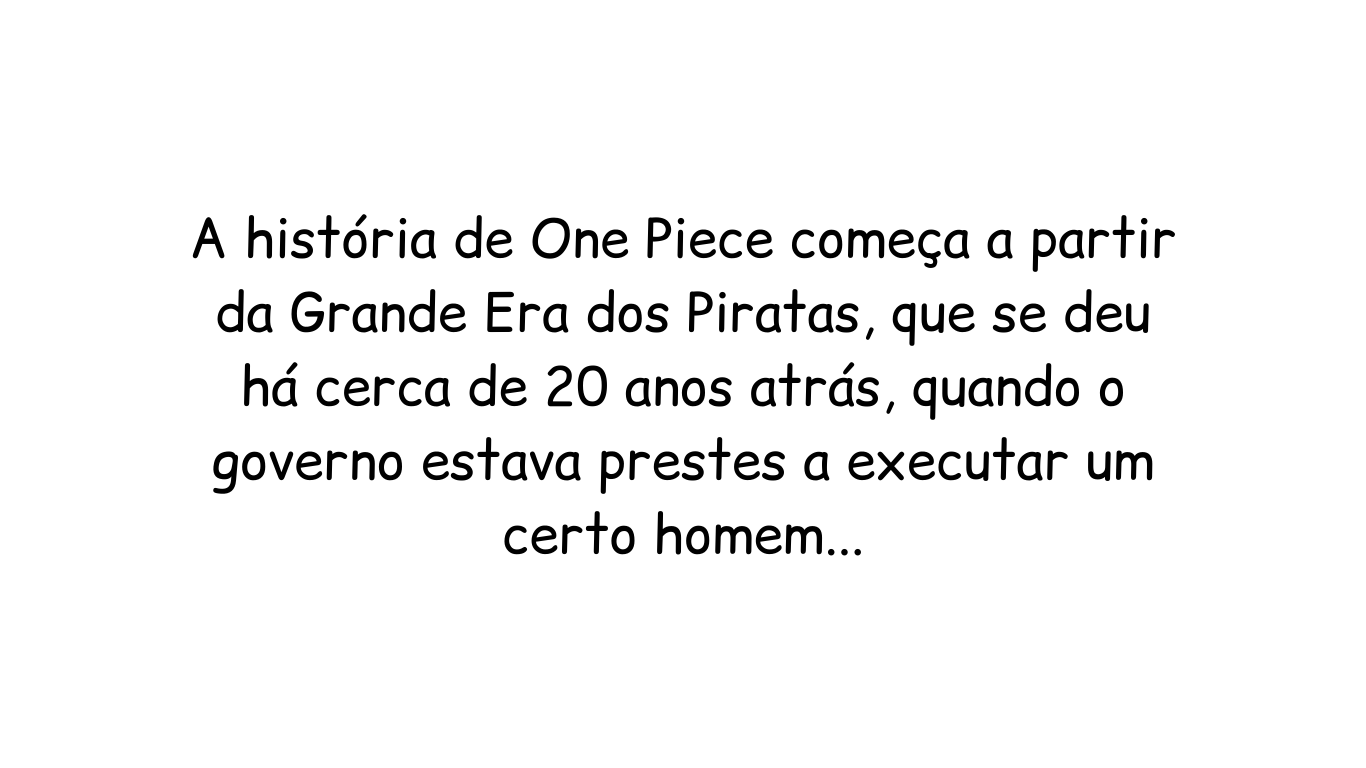 A história de One Piece começa a partir
da Grande Era dos Piratas, que se deu
há cerca de 20 anos atrás, quando o
governo estava prestes a executar um
certo homem...